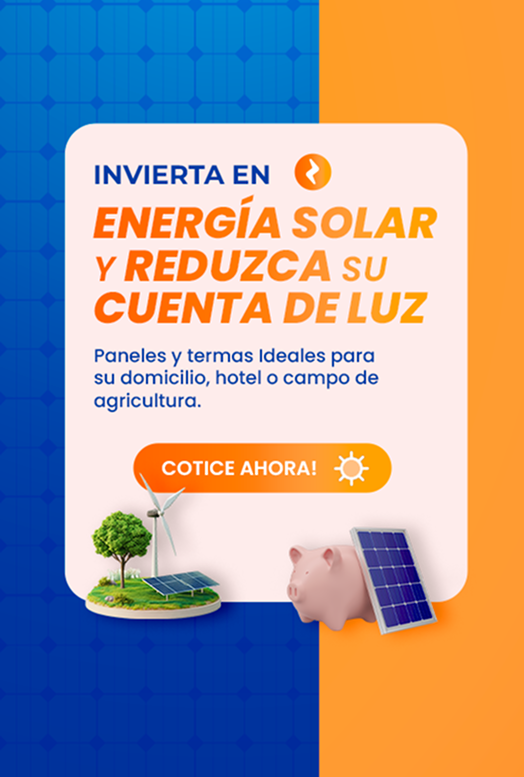 INVIERTA EN
ENERGÍA SOLAR
Y REDUZCA SU
CUENTA DE LUZ
Paneles y termas Ideales para
su domicilio, hotel o campo de
agricultura.
COTICE AHORA!